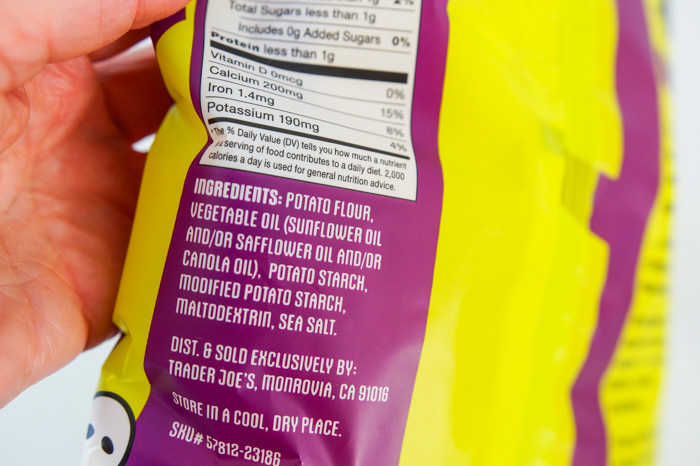 2%
Total Sugars less than 1g
Includes 0g Added Sugars 0%
Protein less than 1g
Vitamin D 0mcg 0%
Calcium 200mg 15%
Iron 1.4mg 8%
Potassium 190mg 4%
*The % Daily Value (DV) tells you how much a nutrient
serving of food contributes to a daily diet. 2,000
calories a day is used for general nutrition advice.
INGREDIENTS: POTATO FLOUR,
VEGETABLE OIL (SUNFLOWER OIL
AND/OR SAFFLOWER OIL AND/OR
CANOLA OIL), POTATO STARCH,
MODIFIED POTATO STARCH,
MALTODEXTRIN, SEA SALT.
DIST. & SOLD EXCLUSIVELY BY:
TRADER JOE'S, MONROVIA, CA 91016
STORE IN A COOL, DRY PLACE.
SKU# 57812-23186